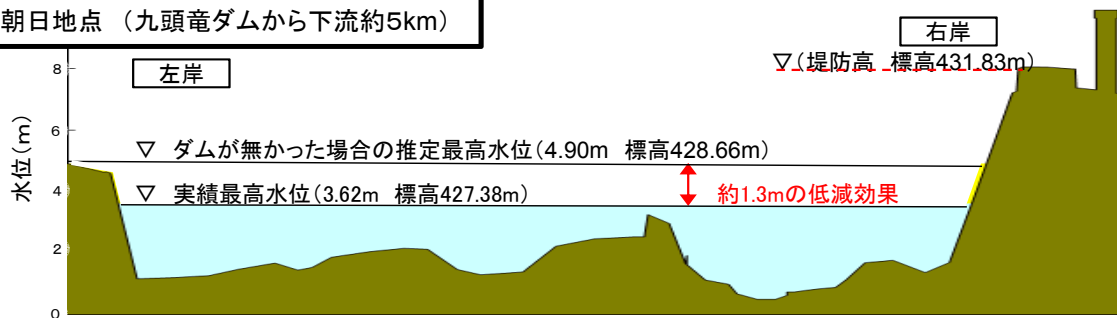 朝日地点 （九頭竜ダムから下流約5km）
右岸
左岸
▽(堤防高 標高431.83m)
8
6
▽ ダムが無かった場合の推定最高水位(4.90m 標高428.66m)
水位(m)
4
▽ 実績最高水位(3.62m 標高427.38m)
約1.3mの低減効果
2
0